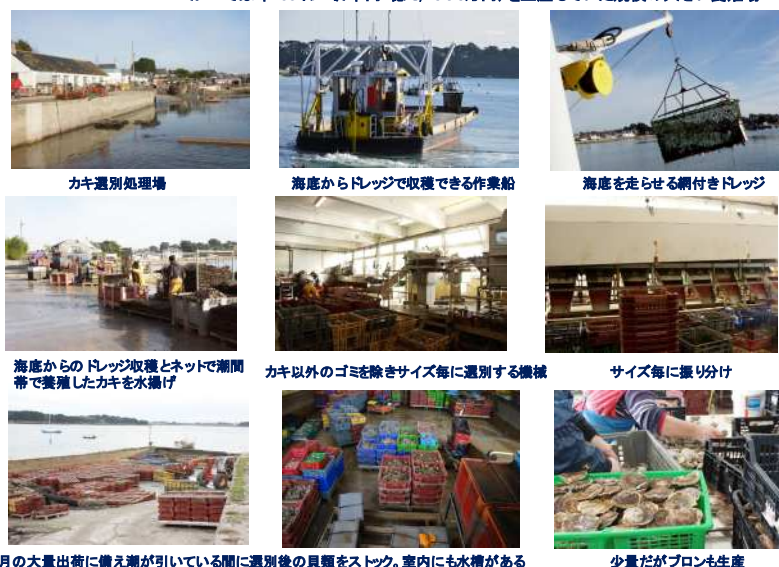 カキ選別処理場
海底からドレッジで収穫できる作業船
海底を走らせる網付きドレッジ
海底からのドレッジ収穫とネットで潮間
帯で養殖したカキを水揚げ
カキ以外のゴミを除きサイズ毎に選別する機械
サイズ毎に振り分け
月の大量出荷に備え潮が引いている間に選別後の貝類をストック。室内にも水槽がある
少量だがブロンも生産